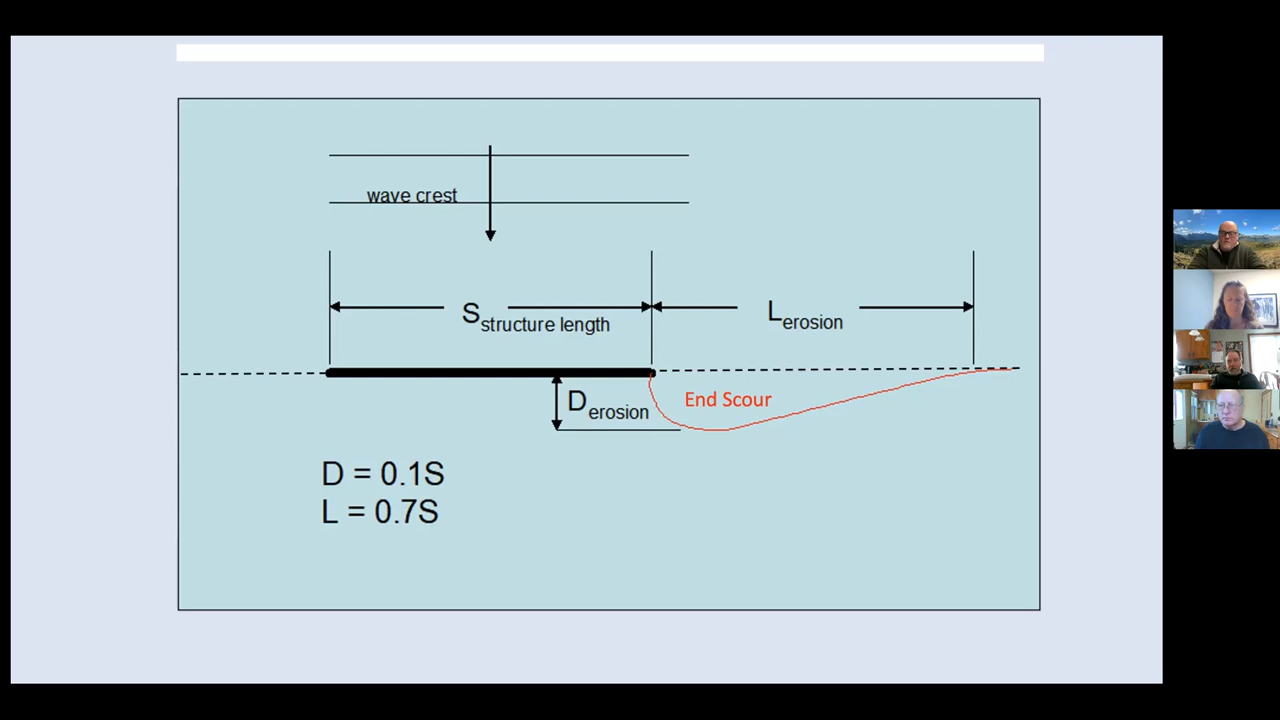 wave crest
S structure length
L erosion
D erosion
End Scour
D = 0.1S
L = 0.7S